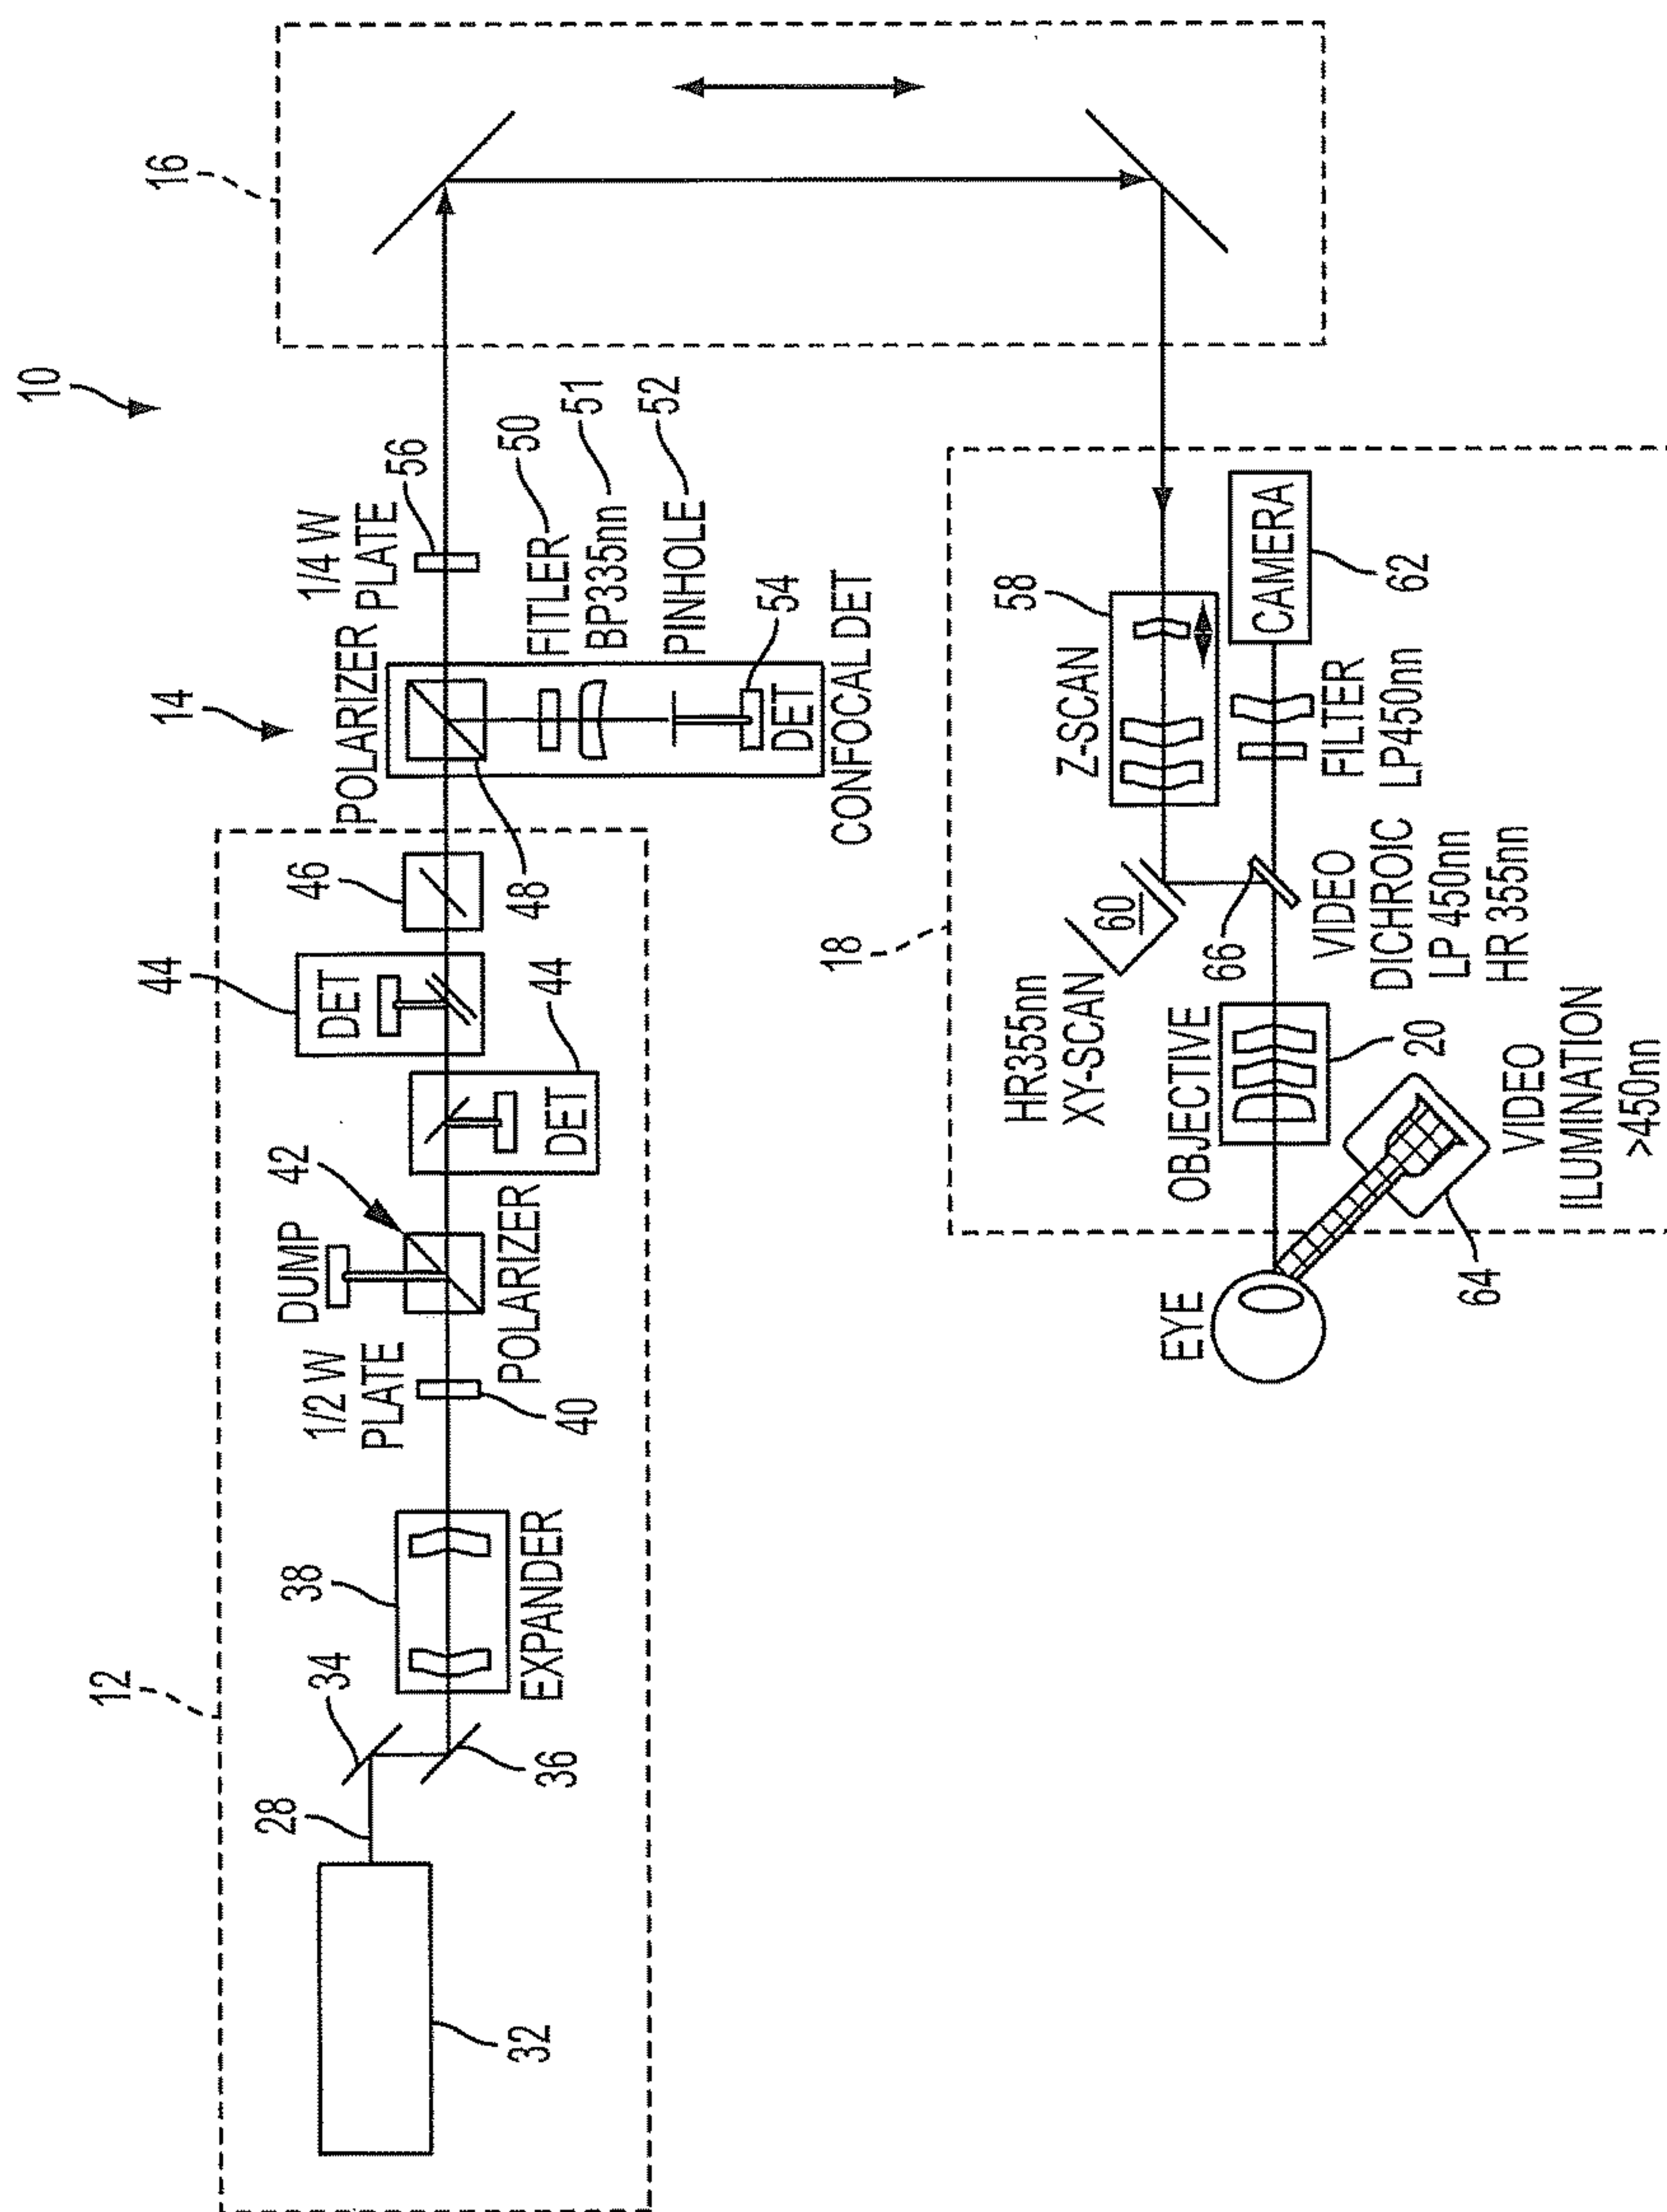 10
12
32
28
34
36
38
EXPANDER
1/2 W
PLATE
40
DUMP
42
POLARIZER
44
DET
44
DET
46
48
14
POLARIZER
CONFOCAL DET
1/4 W
PLATE
56
FITLER
50
BP335nn
51
PINHOLE
52
54
DET
16
18
EYE
64
OBJECTIVE
20
VIDEO
ILUMINATION
>450nn
HR355nn
XY-SCAN
60
66
VIDEO
DICHROIC
LP 450nn
HR 355nn
Z-SCAN
58
FILTER
LP450nn
CAMERA
62